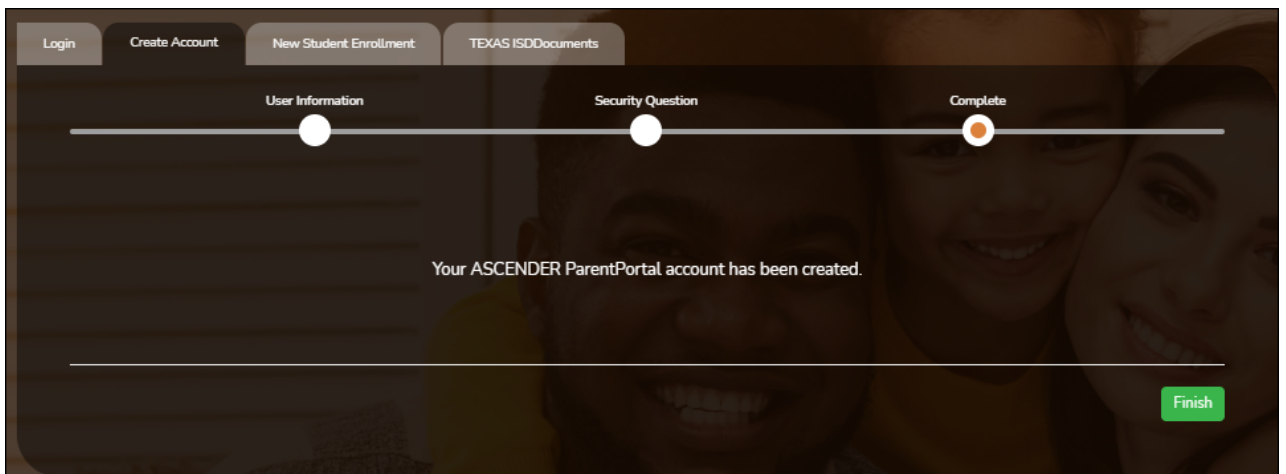 Login Create Account New Student Enrollment TEXAS ISDDocuments
User Information Security Question Complete
Your ASCENDER ParentPortal account has been created.
Finish